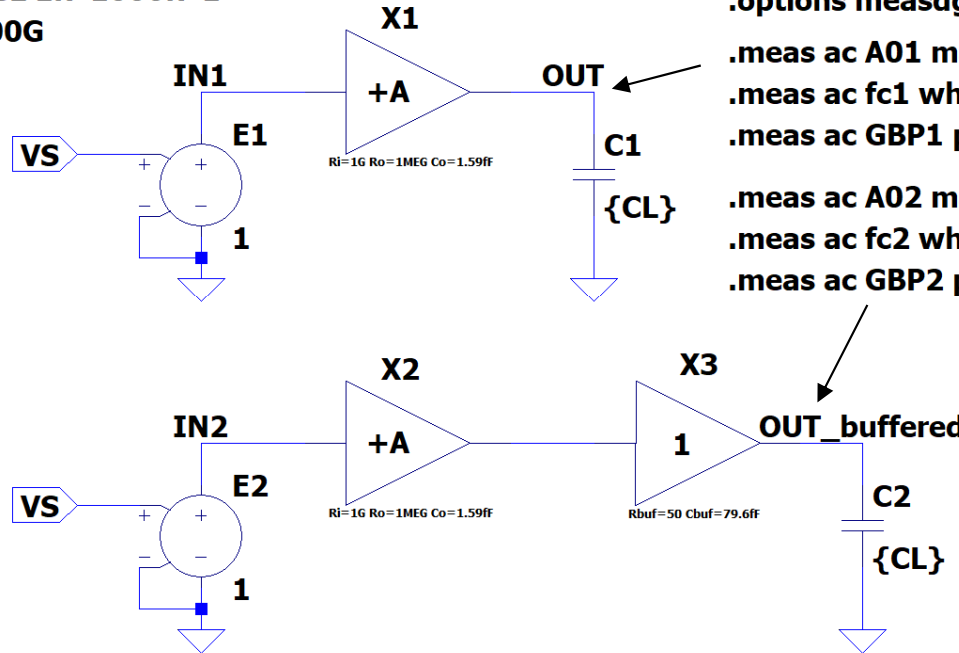 00G
.options
X1
.meas ac A01
IN1
OUT
+A
.meas ac fc1
E1
.meas ac GBP1
VS
+
+
Ri=1G Ro=1MEG Co=1.59fF
C1
−
−
{CL}
.meas ac A02
1
.meas ac fc2
.meas ac GBP2
X2
X3
IN2
OUT_buffered
+A
1
E2
VS
+
+
Ri=1G Ro=1MEG Co=1.59fF
Rbuf=50 Cbuf=79.6fF
C2
−
−
{CL}
1